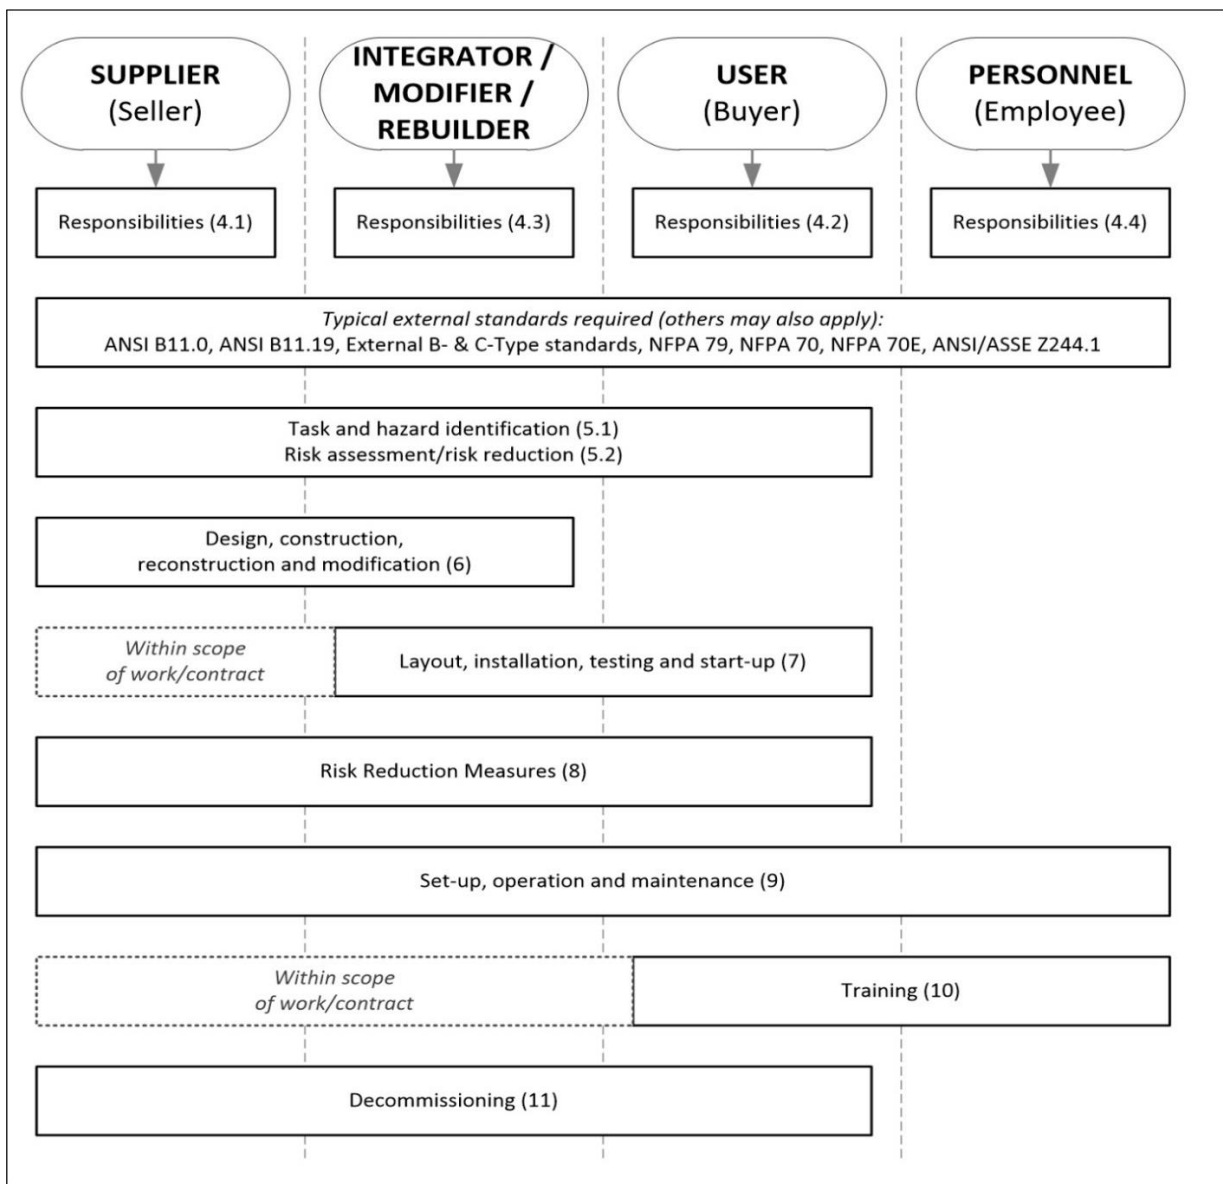 SUPPLIER
(Seller)
INTEGRATOR /
MODIFIER /
REBUILDER
USER
(Buyer)
PERSONNEL
(Employee)
Responsibilities (4.1)
Responsibilities (4.3)
Responsibilities (4.2)
Responsibilities (4.4)
Typical external standards required (others may also apply):
ANSI B11.0, ANSI B11.19, External B- & C-Type standards, NFPA 79, NFPA 70, NFPA 70E, ANSI/ASSE Z244.1
Task and hazard identification (5.1)
Risk assessment/risk reduction (5.2)
Design, construction,
reconstruction and modification (6)
Within scope
of work/contract
Layout, installation, testing and start-up (7)
Risk Reduction Measures (8)
Set-up, operation and maintenance (9)
Within scope
of work/contract
Training (10)
Decommissioning (11)